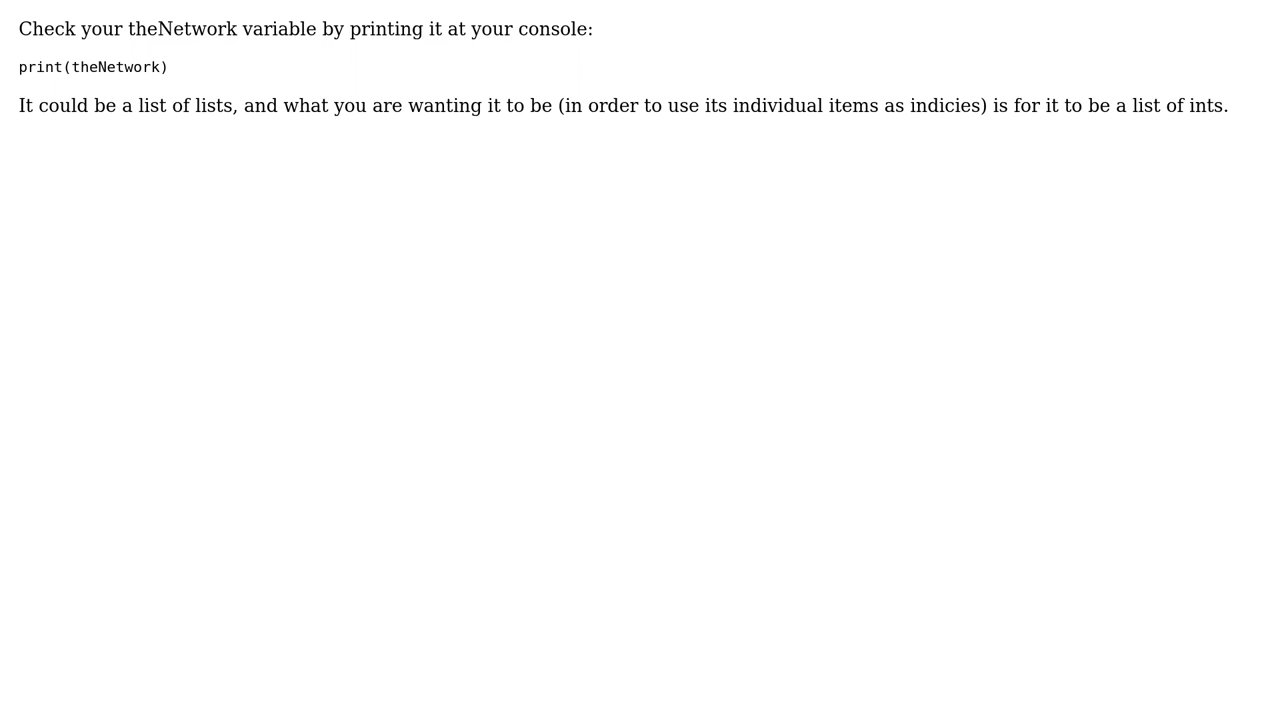 Check your theNetwork variable by printing it at your console:
print(theNetwork)
It could be a list of lists, and what you are wanting it to be (in order to use its individual items as indicies) is for it to be a list of ints.